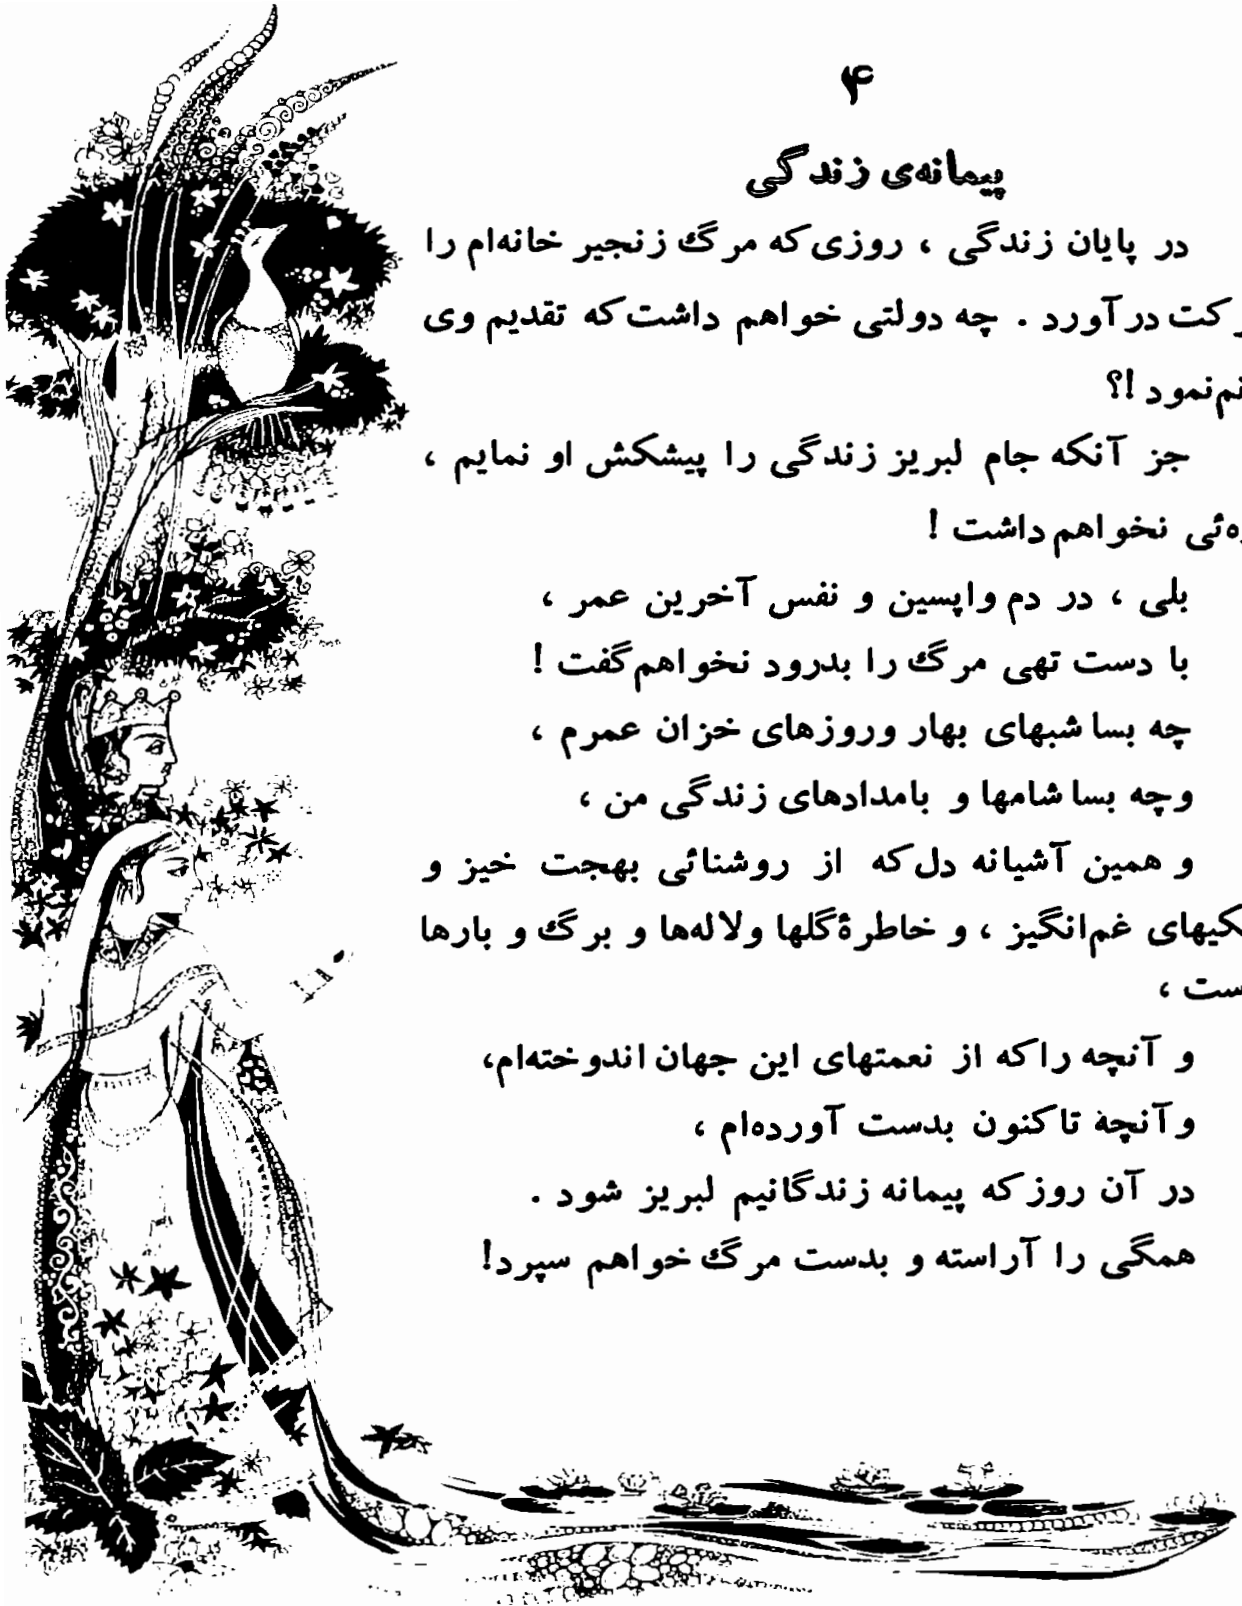 ۴
پیمانه‌ی زندگی
در پایان زندگی ، روزی که مرگ زنجیر خانه‌ام را
درآورد . چه دولتی خواهم داشت که تقدیم وی
نمود !؟
جز آنکه جام لبریز زندگی را پیشکش او نمایم ،
نخواهم داشت !
بلی ، در دم واپسین و نفس آخرین عمر ،
با دست تهی مرگ را بدرود نخواهم گفت !
چه بسا شبهای بهار وروزهای خزان عمرم ،
وچه بسا شامها و بامدادهای زندگی من ،
و همین آشیانه دل که از روشنائی بهجت خیز و
غم‌انگیز ، و خاطرهٔ گلها ولاله‌ها و برگ و بارها
،
و آنچه را که از نعمتهای این جهان اندوخته‌ام،
وآنچه تاکنون بدست آورده‌ام ،
در آن روز که پیمانه زندگانیم لبریز شود .
همگی را آراسته و بدست مرگ خواهم سپرد!